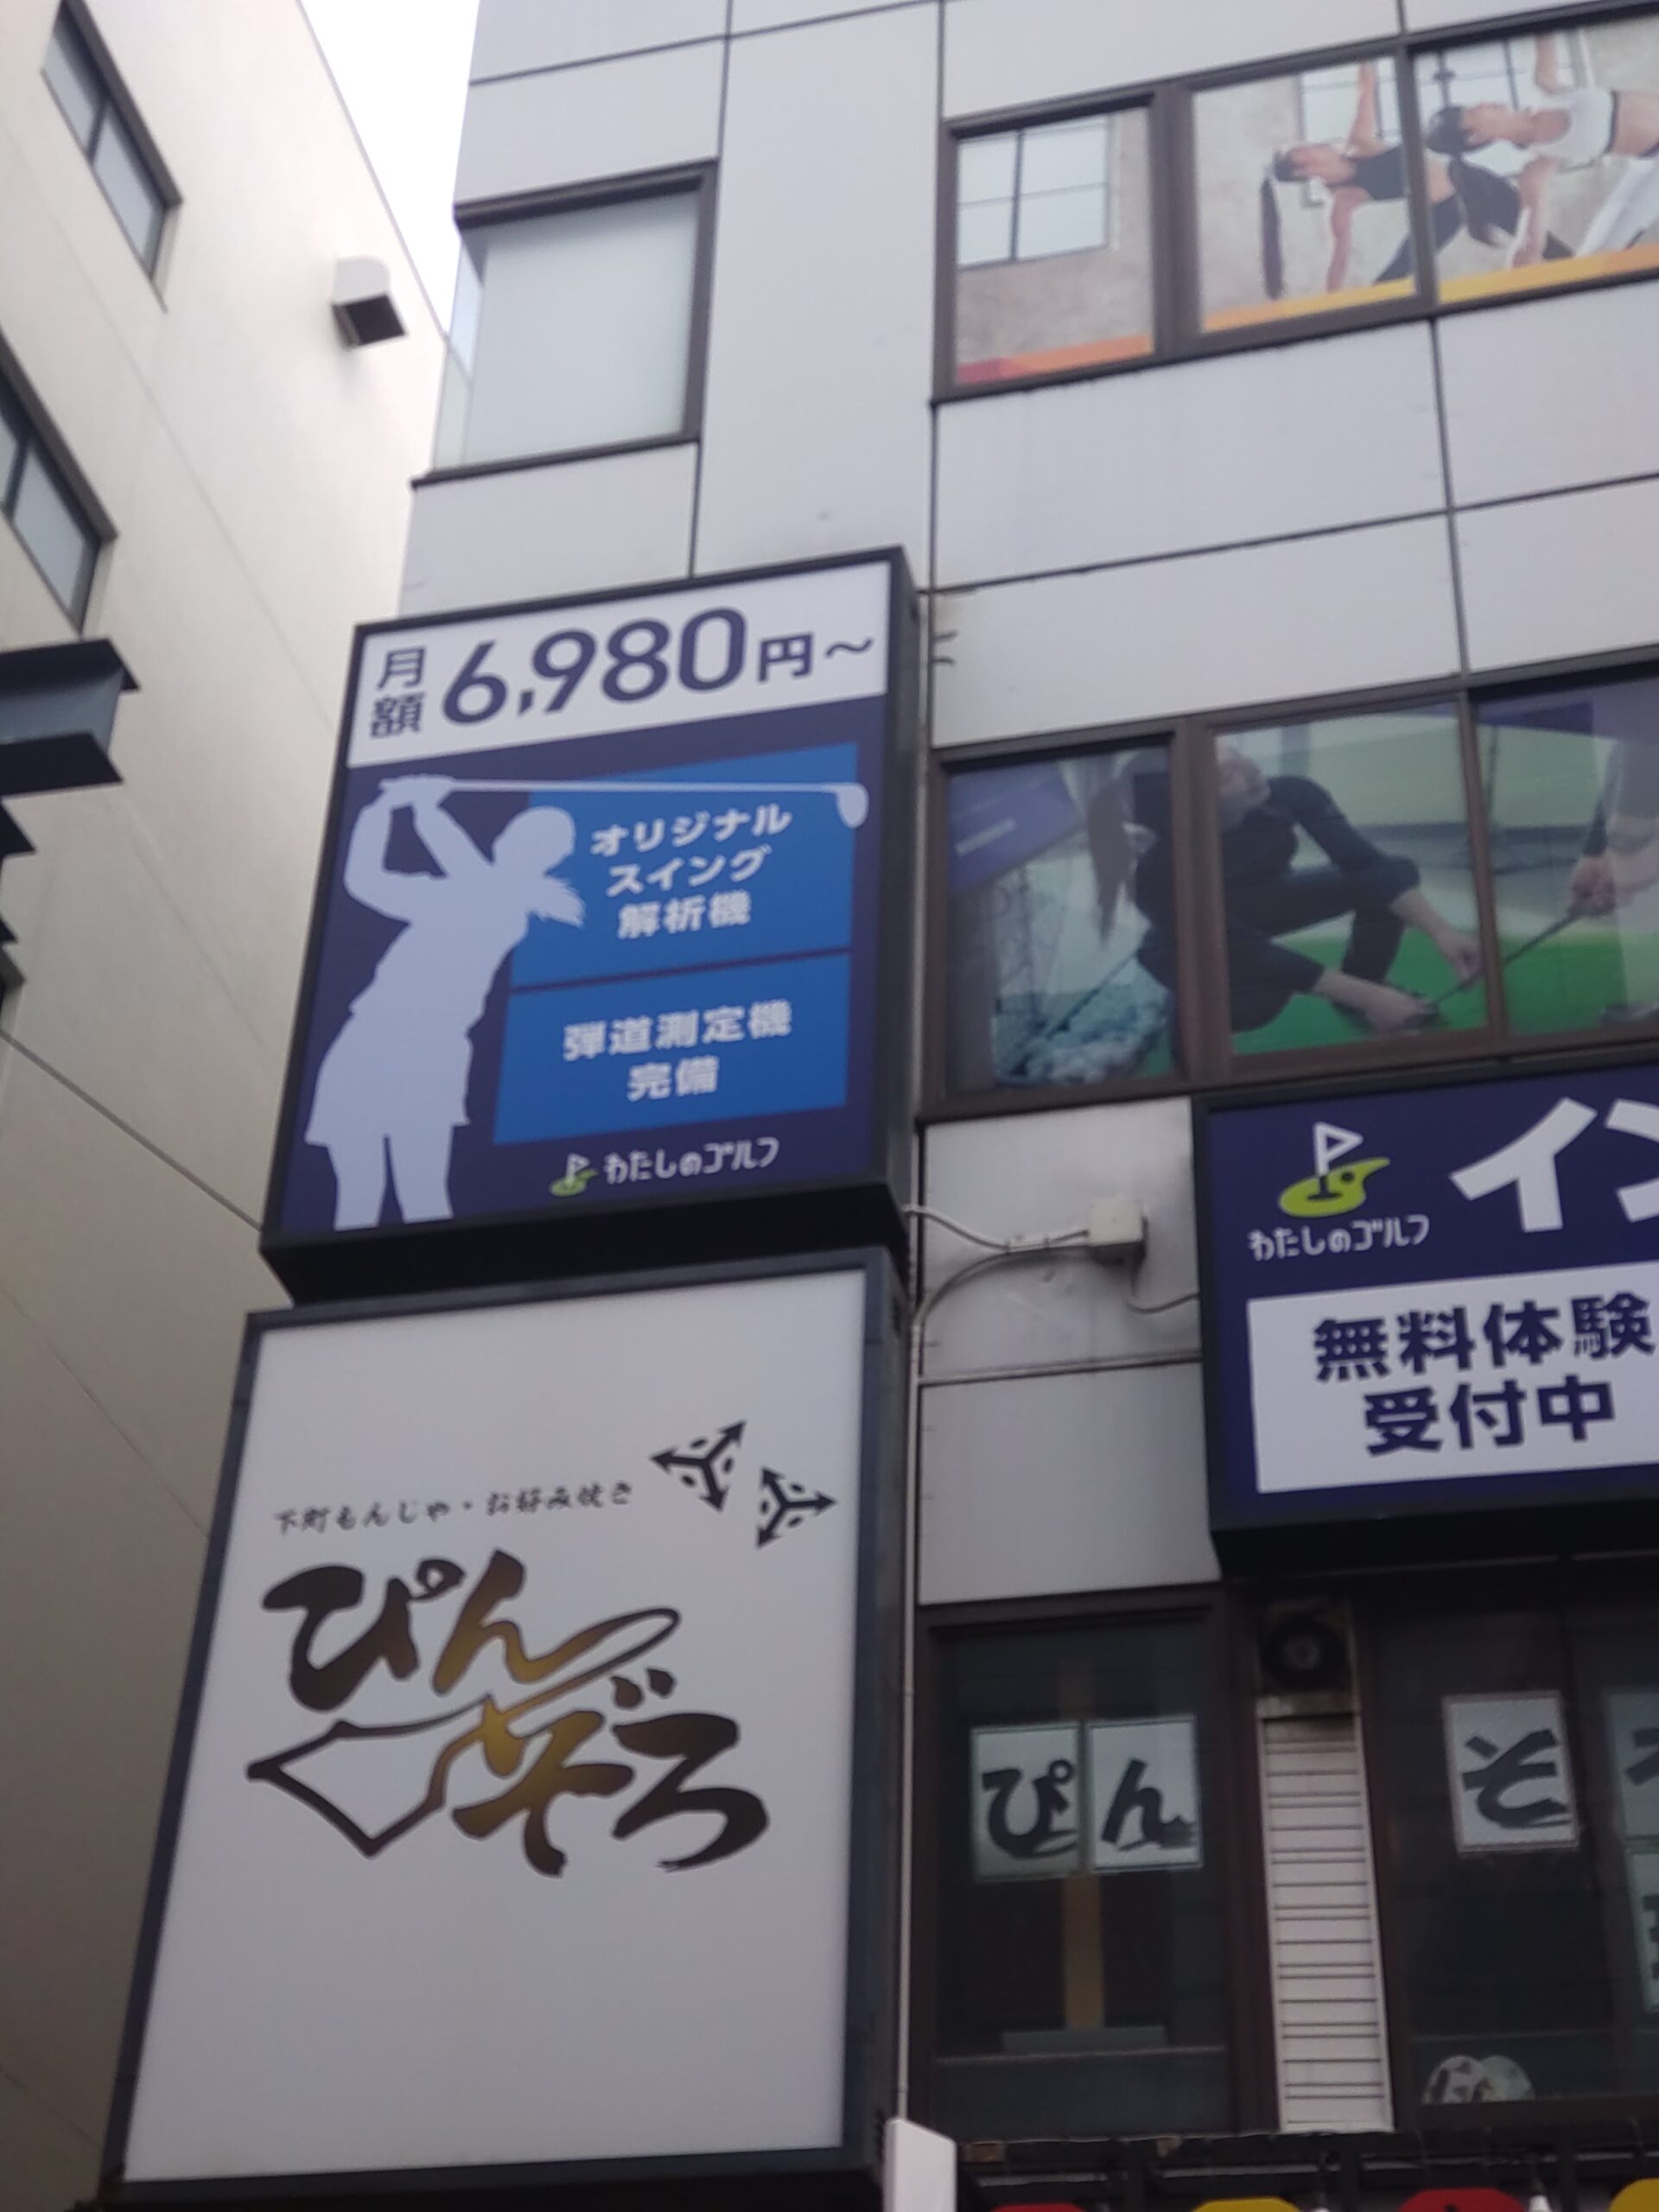 月額 6,980円～
オリジナル
スイング
解析機
弾道測定機
完備
わたしのゴルフ
わたしのゴルフ
イン
無料体験
受付中
下町もんじゃ・お好み焼き
ぴん
ぞろ
ぴん
そ